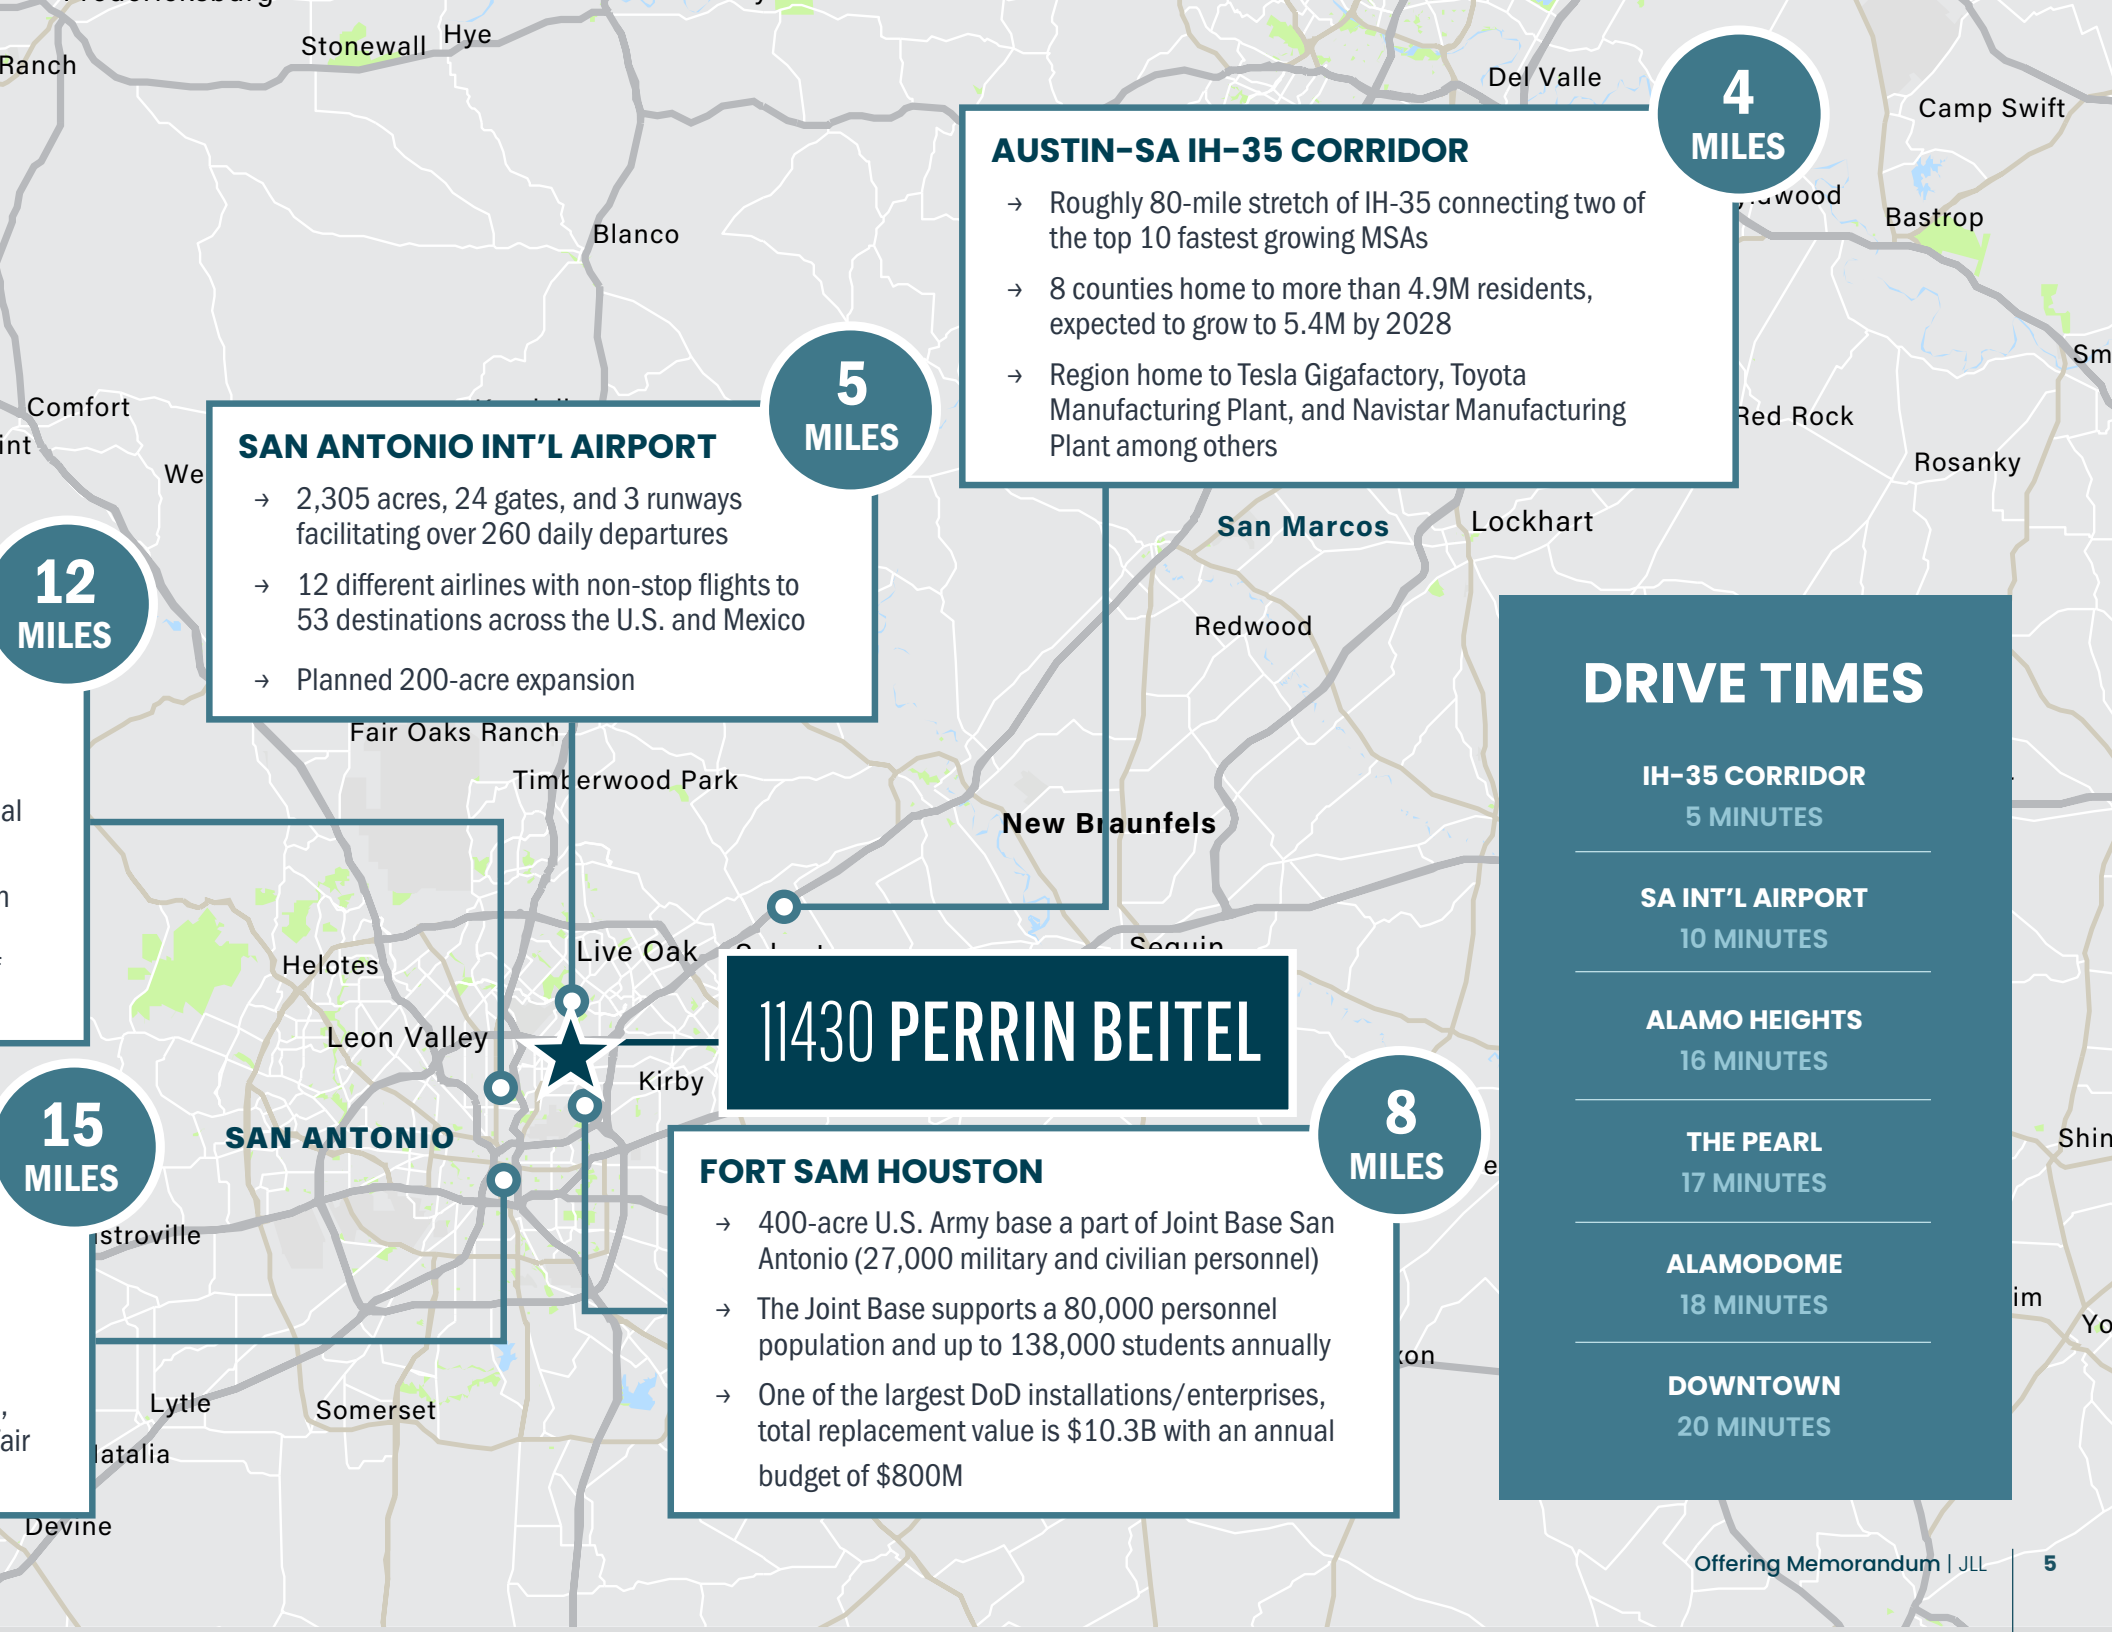 Stonewall
Hye
Ranch
Del Valle
Camp Swift
4
MILES
AUSTIN-SA IH-35 CORRIDOR
→ Roughly 80-mile stretch of IH-35 connecting two of
the top 10 fastest growing MSAs
→ 8 counties home to more than 4.9M residents,
expected to grow to 5.4M by 2028
→ Region home to Tesla Gigafactory, Toyota
Manufacturing Plant, and Navistar Manufacturing
Plant among others
Bastrop
Blanco
Sm
Comfort
int
We
Red Rock
Rosanky
5
MILES
SAN ANTONIO INT'L AIRPORT
→ 2,305 acres, 24 gates, and 3 runways
facilitating over 260 daily departures
→ 12 different airlines with non-stop flights to
53 destinations across the U.S. and Mexico
→ Planned 200-acre expansion
12
MILES
San Marcos
Lockhart
Redwood
Fair Oaks Ranch
Timberwood Park
New Braunfels
al
Live Oak
Seguin
Helotes
Leon Valley
Kirby
SAN ANTONIO
11430 PERRIN BEITEL
15
MILES
stroville
8
MILES
FORT SAM HOUSTON
→ 400-acre U.S. Army base a part of Joint Base San
Antonio (27,000 military and civilian personnel)
→ The Joint Base supports a 80,000 personnel
population and up to 138,000 students annually
→ One of the largest DoD installations/enterprises,
total replacement value is $10.3B with an annual
budget of $800M
Lytle
Somerset
air
atalia
Devine
DRIVE TIMES
IH-35 CORRIDOR
5 MINUTES
SA INT'L AIRPORT
10 MINUTES
ALAMO HEIGHTS
16 MINUTES
THE PEARL
17 MINUTES
ALAMODOME
18 MINUTES
DOWNTOWN
20 MINUTES
Shin
im
Yo
Offering Memorandum | JLL
5